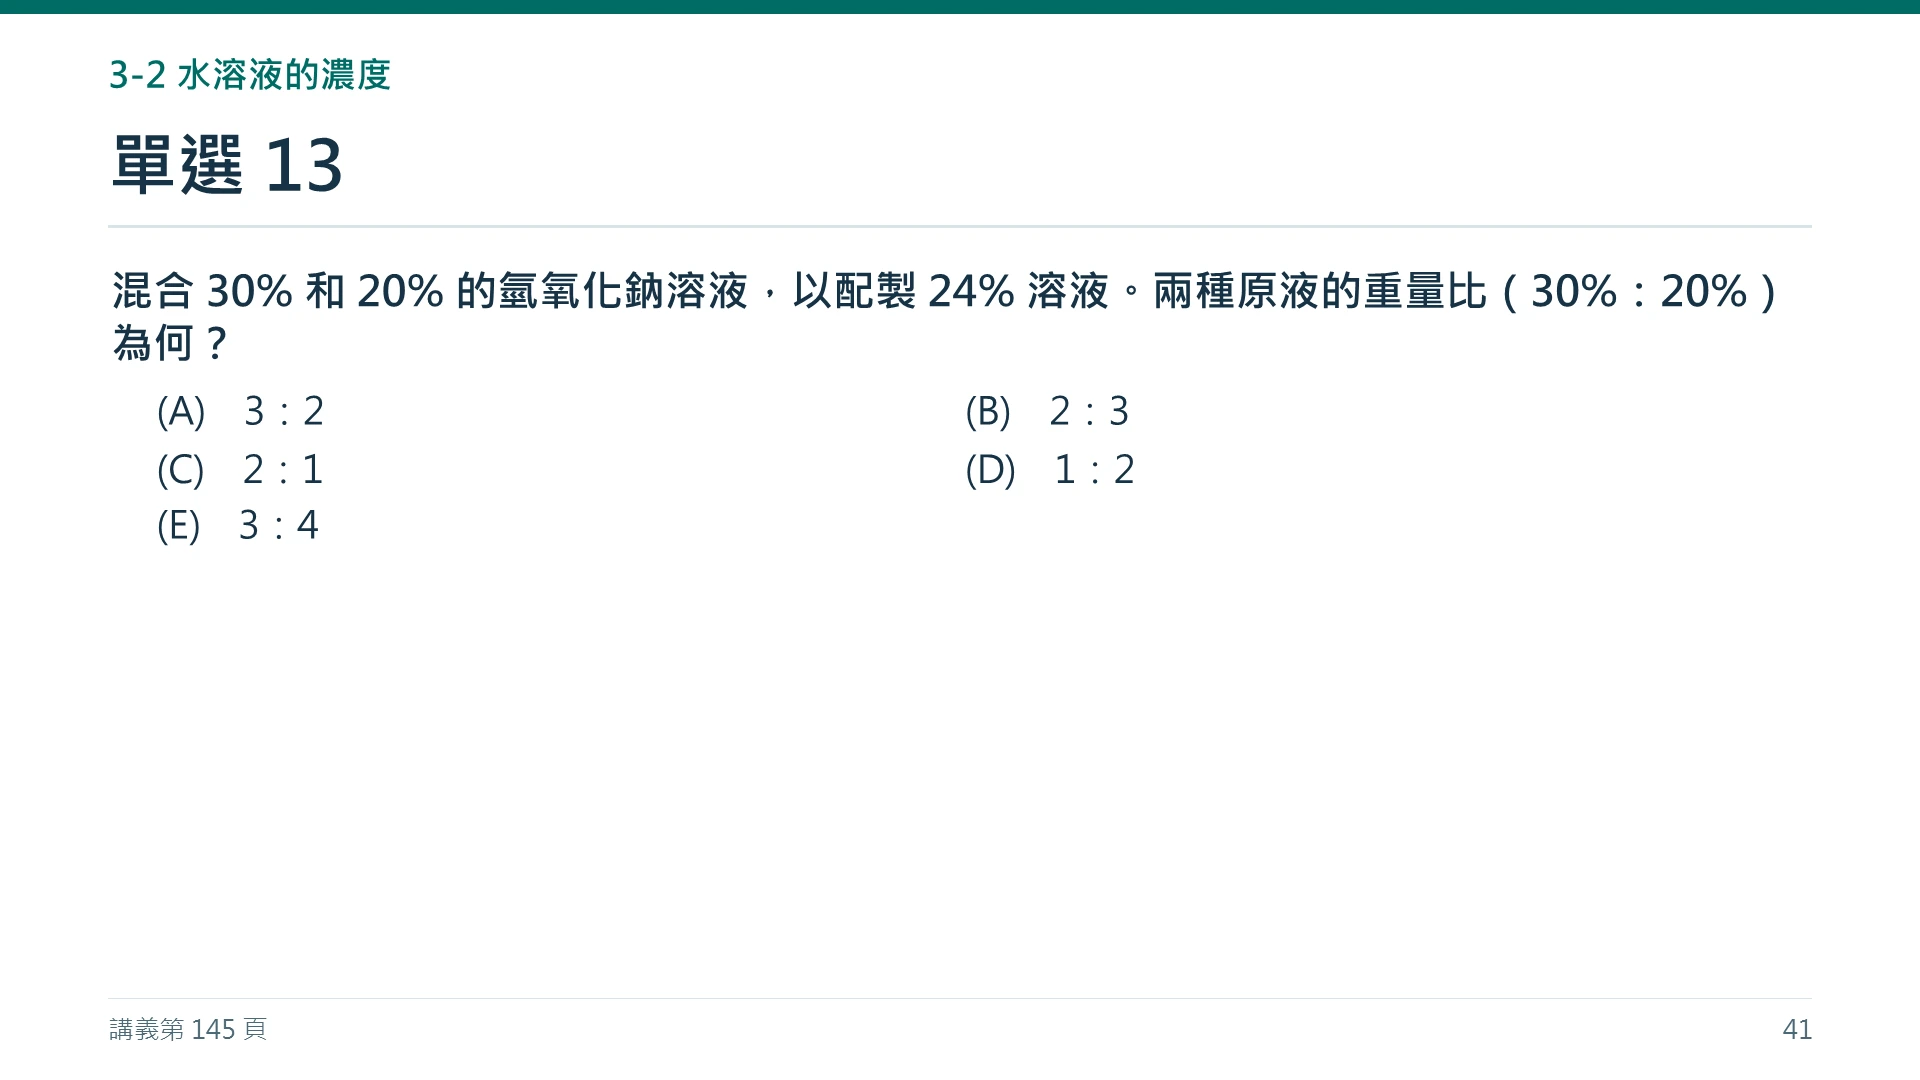 3-2 水溶液的濃度
單選 13
混合 30% 和 20% 的氫氧化鈉溶液，以配製 24% 溶液。兩種原液的重量比（30%：20%）
為何？
(A) 3：2
(B) 2：3
(C) 2：1
(D) 1：2
(E) 3：4
講義第 145 頁
41